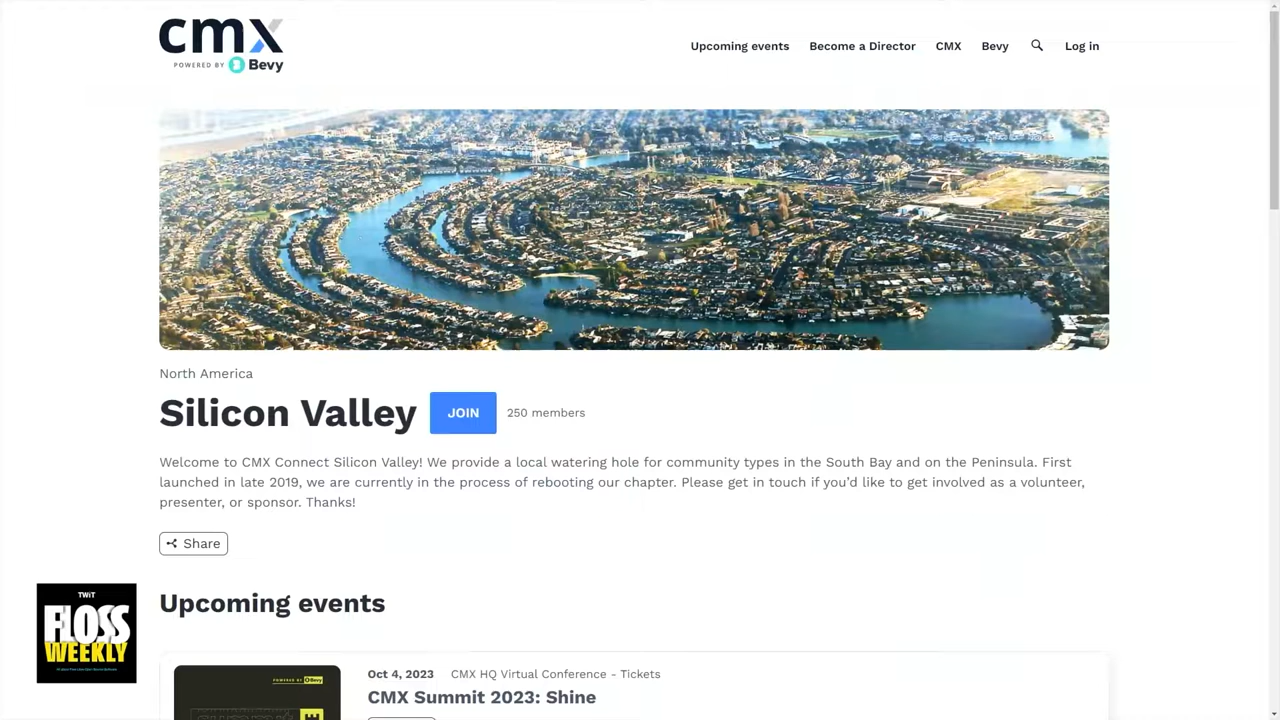 cmx
POWERED BY Bevy
Upcoming events Become a Director CMX Bevy Log in
North America
Silicon Valley JOIN 250 members
Welcome to CMX Connect Silicon Valley! We provide a local watering hole for community types in the South Bay and on the Peninsula. First
launched in late 2019, we are currently in the process of rebooting our chapter. Please get in touch if you’d like to get involved as a volunteer,
presenter, or sponsor. Thanks!
Share
Upcoming events
TWiT
FLOSS
WEEKLY
POWERED BY Bevy
Oct 4, 2023 CMX HQ Virtual Conference - Tickets
CMX Summit 2023: Shine